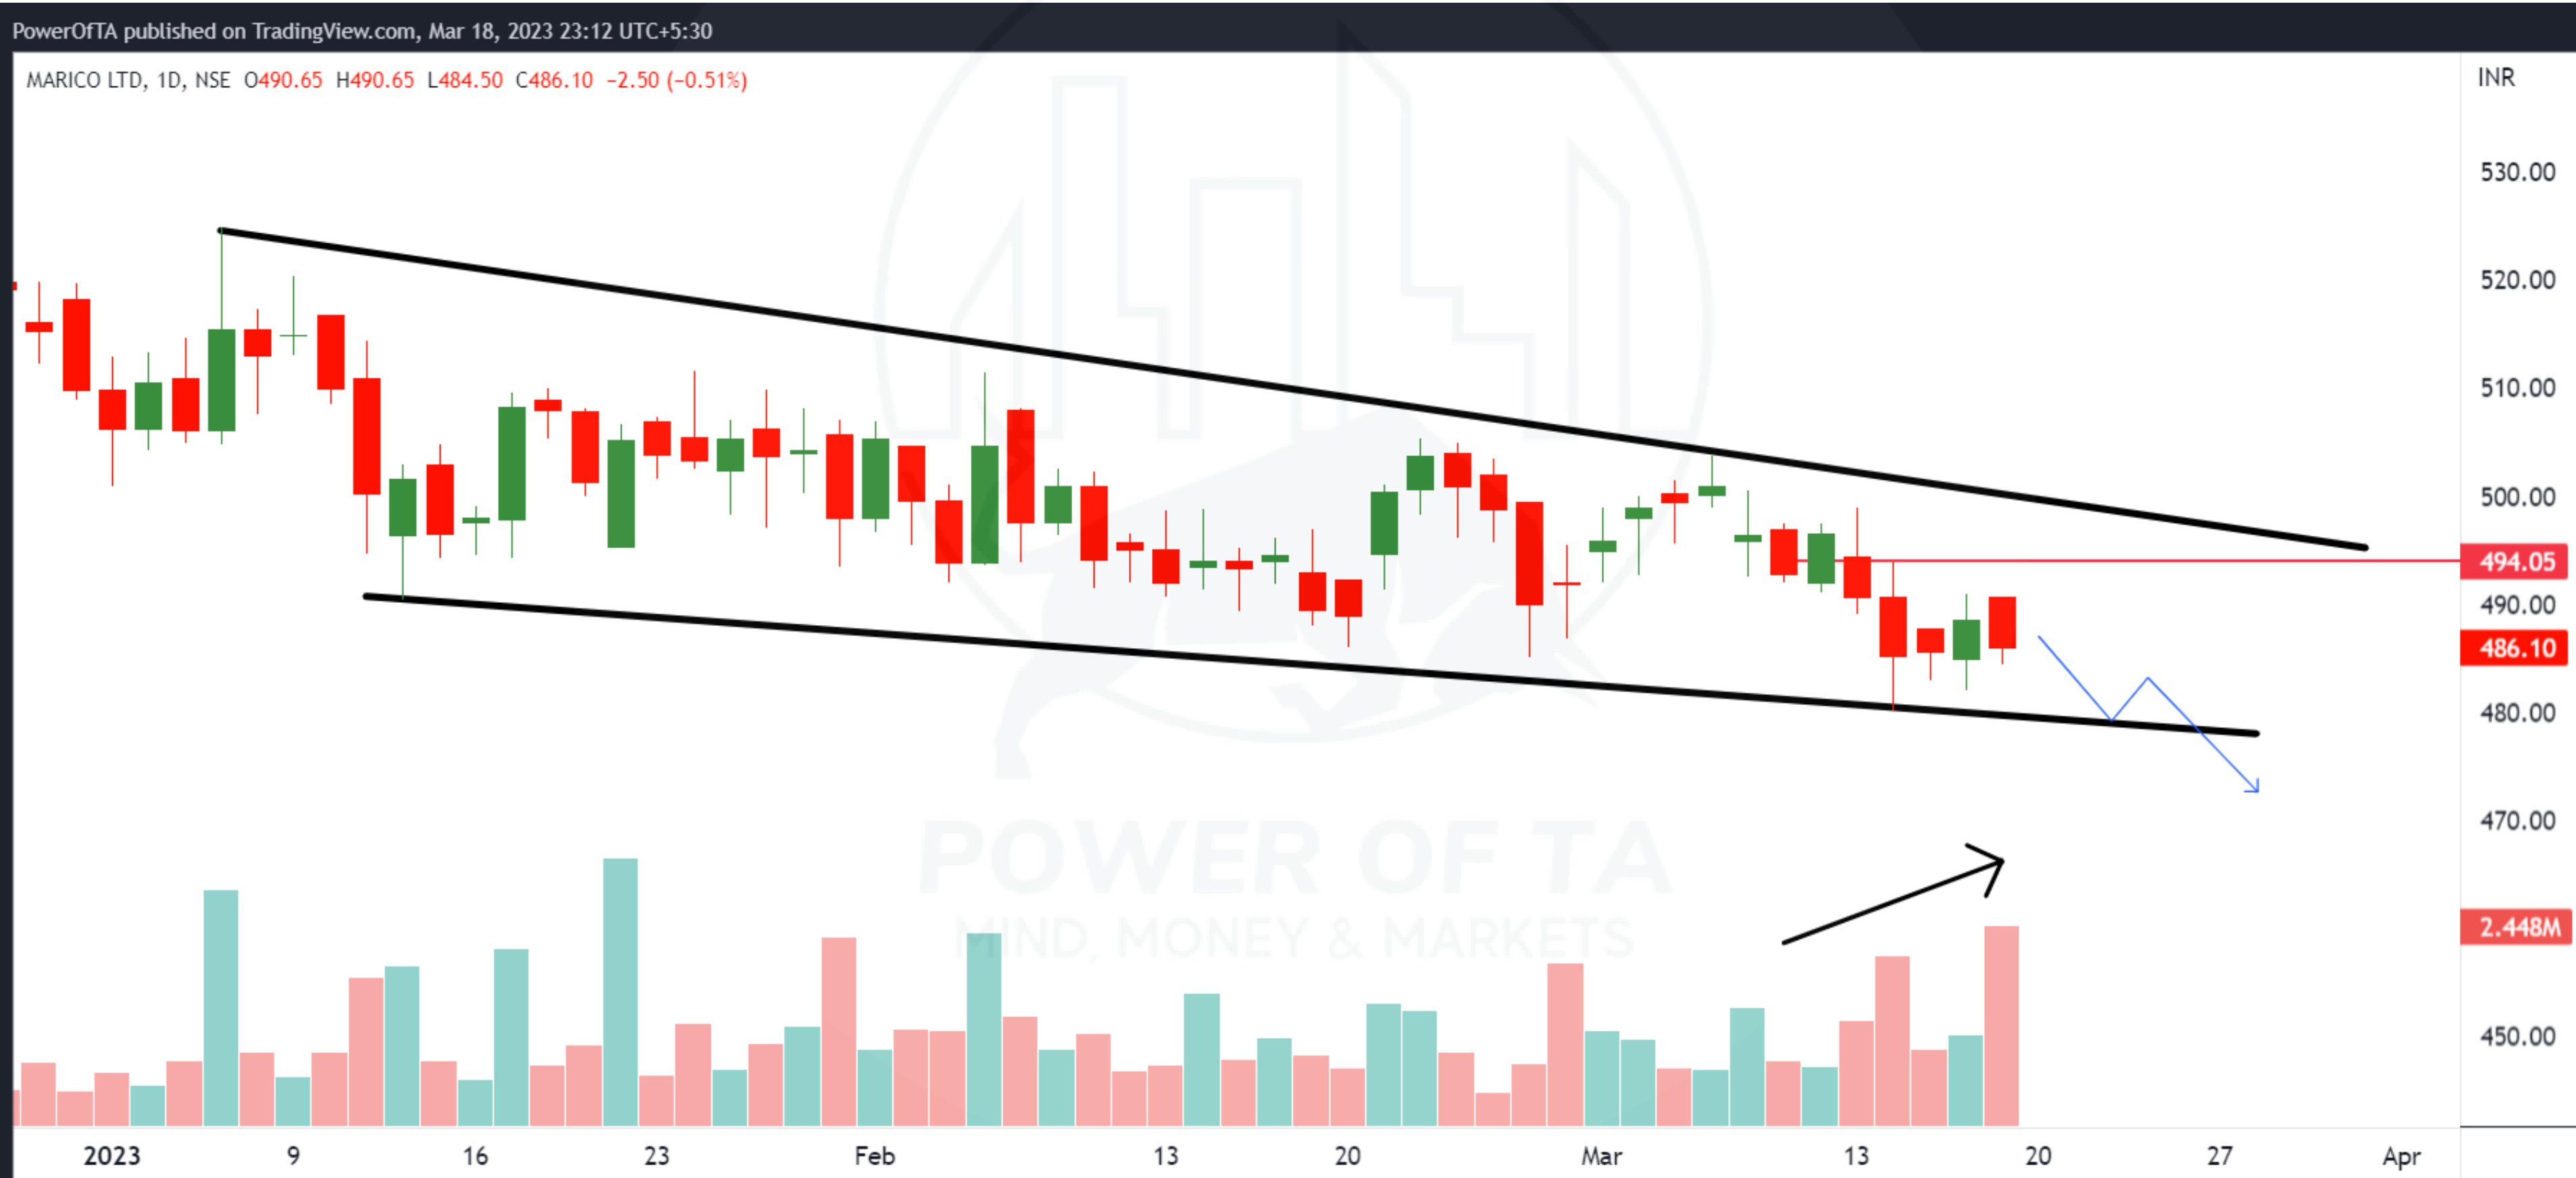 PowerOfTA published on TradingView.com, Mar 18, 2023 23:12 UTC+5:30
MARICO LTD, 1D, NSE O490.65 H490.65 L484.50 C486.10 −2.50 (−0.51%)
INR
530.00
520.00
510.00
500.00
494.05
490.00
486.10
480.00
470.00
POWER OF TA
MIND, MONEY & MARKETS
2.448M
450.00
2023 9 16 23 Feb 13 20 Mar 13 20 27 Apr